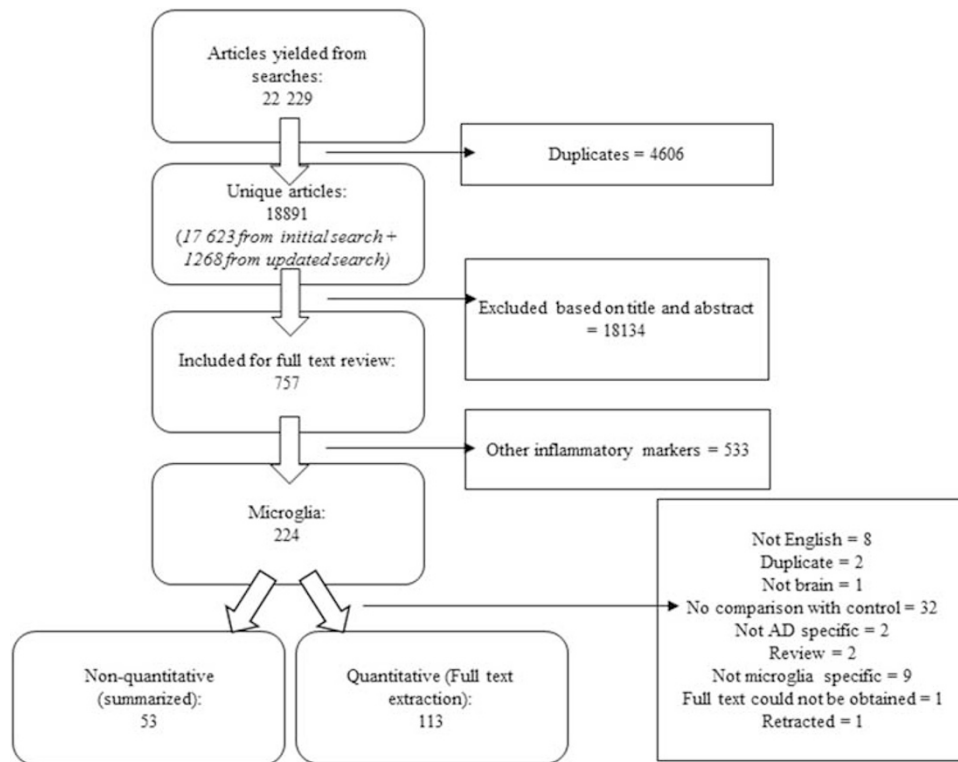 Articles yielded from
searches:
22 229
Duplicates = 4606
Unique articles:
18891
(17 623 from initial search +
1268 from updated search)
Excluded based on title and abstract
= 18134
Included for full text review:
757
Other inflammatory markers = 533
Microglia:
224
Not English = 8
Duplicate = 2
Not brain = 1
No comparison with control = 32
Not AD specific = 2
Review = 2
Not microglia specific = 9
Full text could not be obtained = 1
Retracted = 1
Non-quantitative
(summarized):
53
Quantitative (Full text
extraction):
113